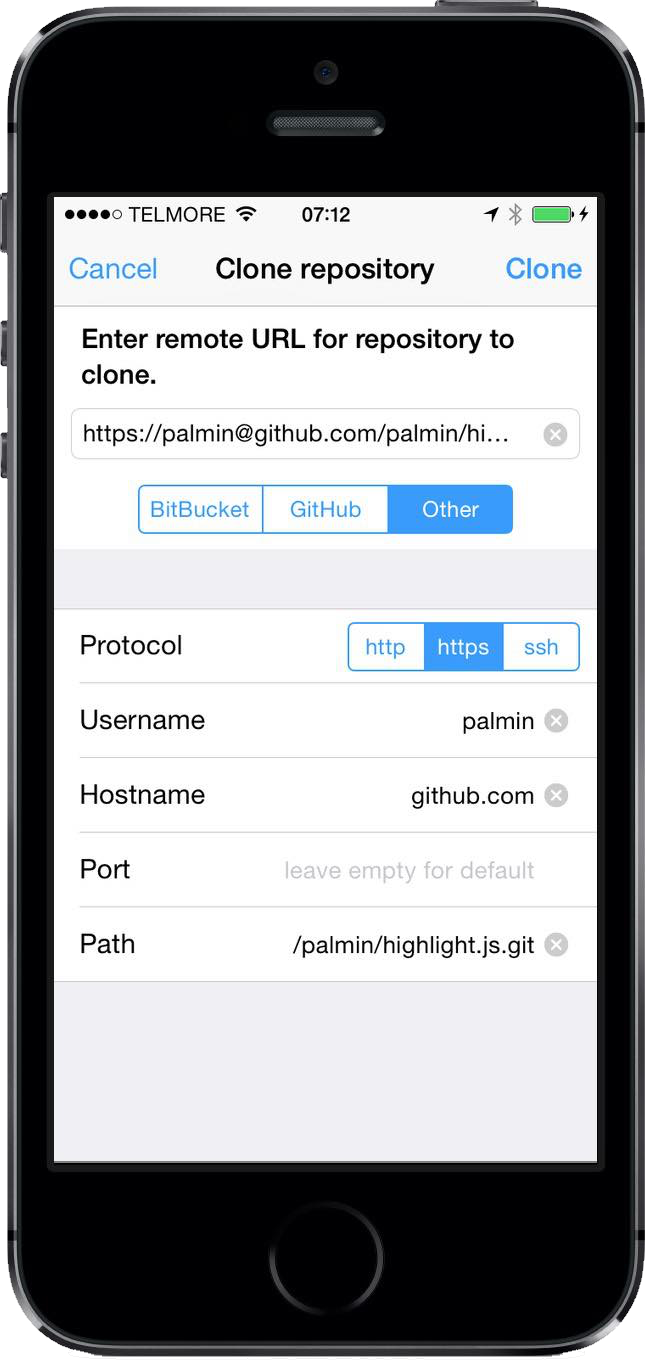 TELMORE 07:12
Cancel Clone repository Clone
Enter remote URL for repository to
clone.
https://palmin@github.com/palmin/hi...
BitBucket GitHub Other
Protocol http https ssh
Username palmin
Hostname github.com
Port leave empty for default
Path /palmin/highlight.js.git